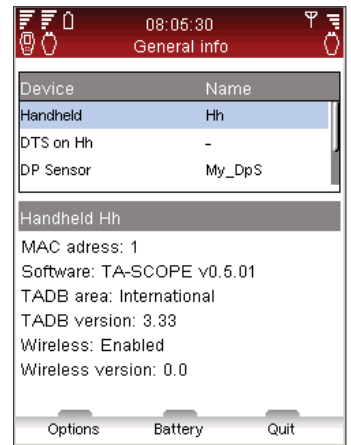 08:05:30
General info
Device Name
Handheld Hh
DTS on Hh -
DP Sensor My_DpS
Handheld Hh
MAC adress: 1
Software: TA-SCOPE v0.5.01
TADB area: International
TADB version: 3.33
Wireless: Enabled
Wireless version: 0.0
Options Battery Quit